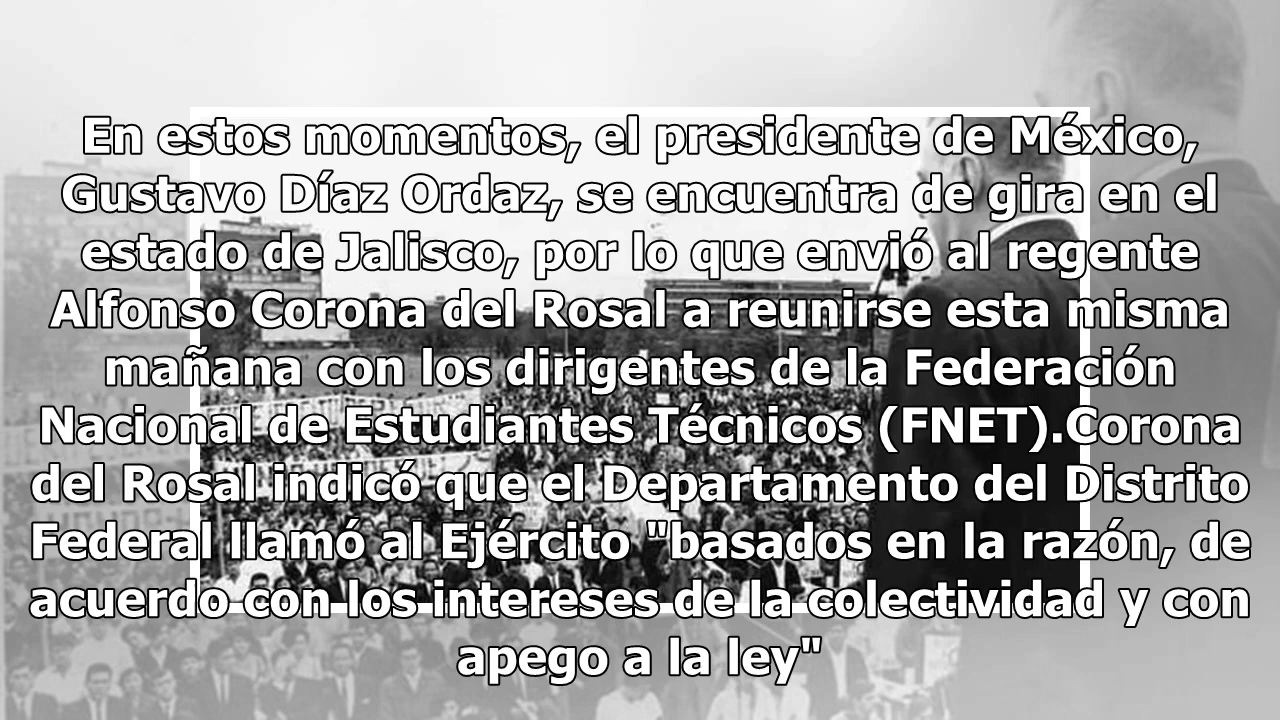 En estos momentos, el presidente de México,
Gustavo Díaz Ordaz, se encuentra de gira en el
estado de Jalisco, por lo que envió al regente
Alfonso Corona del Rosal a reunirse esta misma
mañana con los dirigentes de la Federación
Nacional de Estudiantes Técnicos (FNET).Corona
del Rosal indicó que el Departamento del Distrito
Federal llamó al Ejército "basados en la razón, de
acuerdo con los intereses de la colectividad y con
apego a la ley"